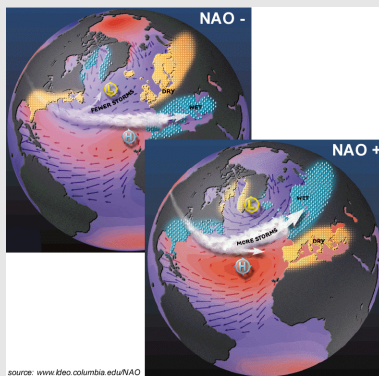 NAO -
L
FEWER STORMS
DRY
WET
H
NAO +
L
WET
MORE STORMS
DRY
H
source: www.ldeo.columbia.edu/NAO